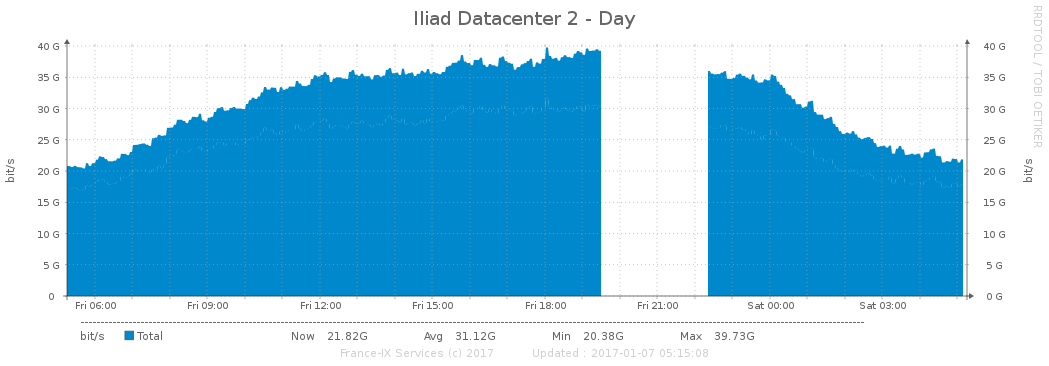 Iliad Datacenter 2 - Day
RRDTOOL / TOBI OETIKER
40 G 40 G
35 G 35 G
30 G 30 G
25 G 25 G
20 G 20 G
15 G 15 G
10 G 10 G
5 G 5 G
0 0 G
bit/s bit/s
Fri 06:00 Fri 09:00 Fri 12:00 Fri 15:00 Fri 18:00 Fri 21:00 Sat 00:00 Sat 03:00
bit/s Total Now 21.82G Avg 31.12G Min 20.38G Max 39.73G
France-IX Services (c) 2017 Updated : 2017-01-07 05:15:08